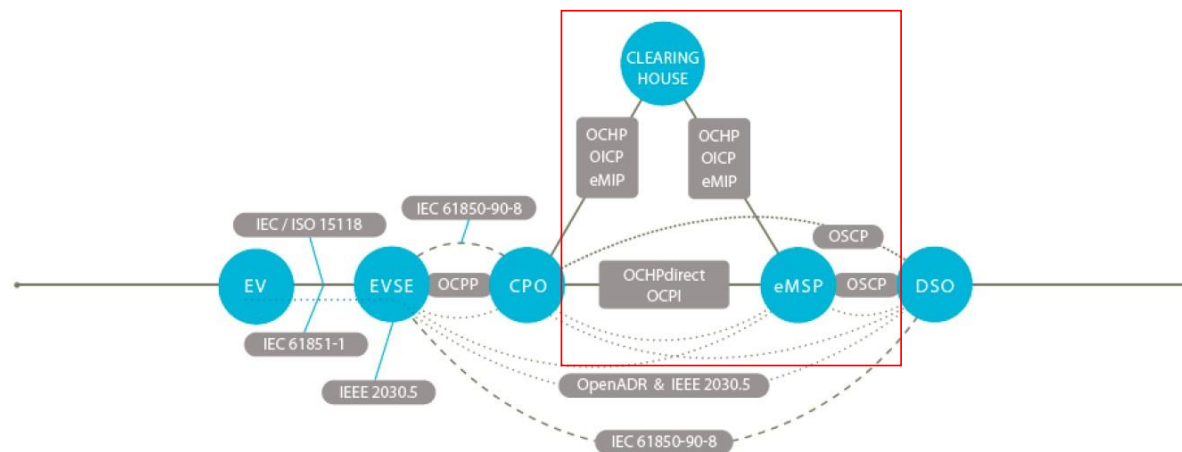 CLEARING
HOUSE
OCHP
OICP
eMIP
OCHP
OICP
eMIP
IEC 61850-90-8
IEC / ISO 15118
OSCP
EV
EVSE
OCPP
CPO
OCHPdirect
OCPI
eMSP
OSCP
DSO
IEC 61851-1
IEEE 2030.5
OpenADR & IEEE 2030.5
IEC 61850-90-8